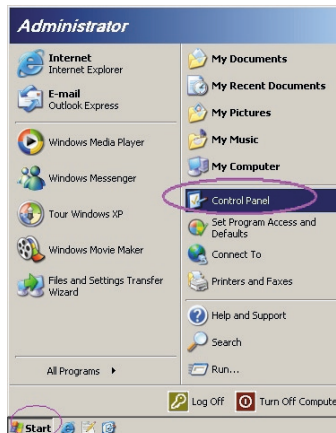 Administrator
Internet
Internet Explorer
E-mail
Outlook Express
Windows Media Player
Windows Messenger
Tour Windows XP
Windows Movie Maker
Files and Settings Transfer
Wizard
All Programs
My Documents
My Recent Documents
My Pictures
My Music
My Computer
Control Panel
Set Program Access and
Defaults
Connect To
Printers and Faxes
Help and Support
Search
Run...
Log Off
Turn Off Compute
Start